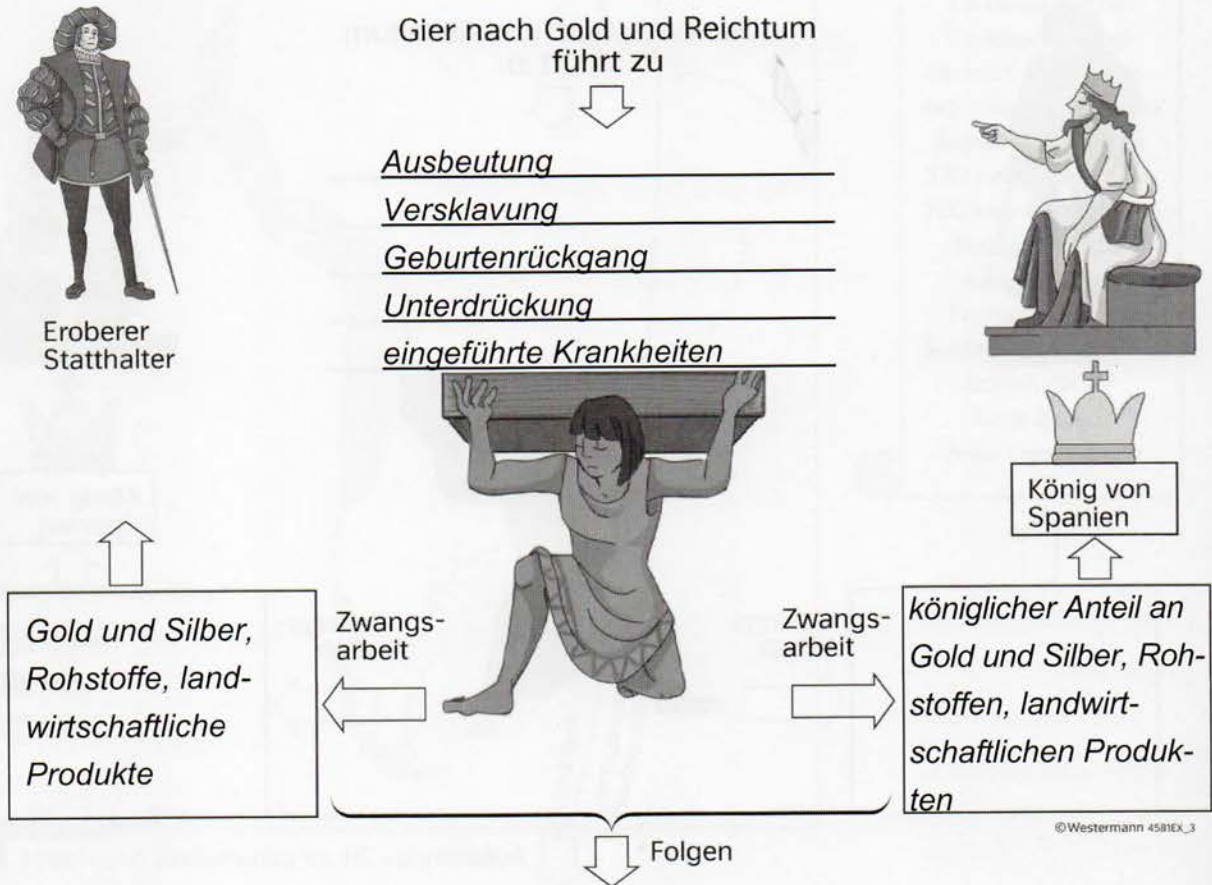 Gier nach Gold und Reichtum
führt zu
Ausbeutung
Versklavung
Geburtenrückgang
Unterdrückung
eingeführte Krankheiten
Eroberer
Statthalter
König von
Spanien
Gold und Silber,
Rohstoffe, land-
wirtschaftliche
Produkte
Zwangs-
arbeit
Zwangs-
arbeit
königlicher Anteil an
Gold und Silber, Roh-
stoffen, landwirt-
schaftlichen Produk-
ten
©Westermann 4581EX_3
Folgen